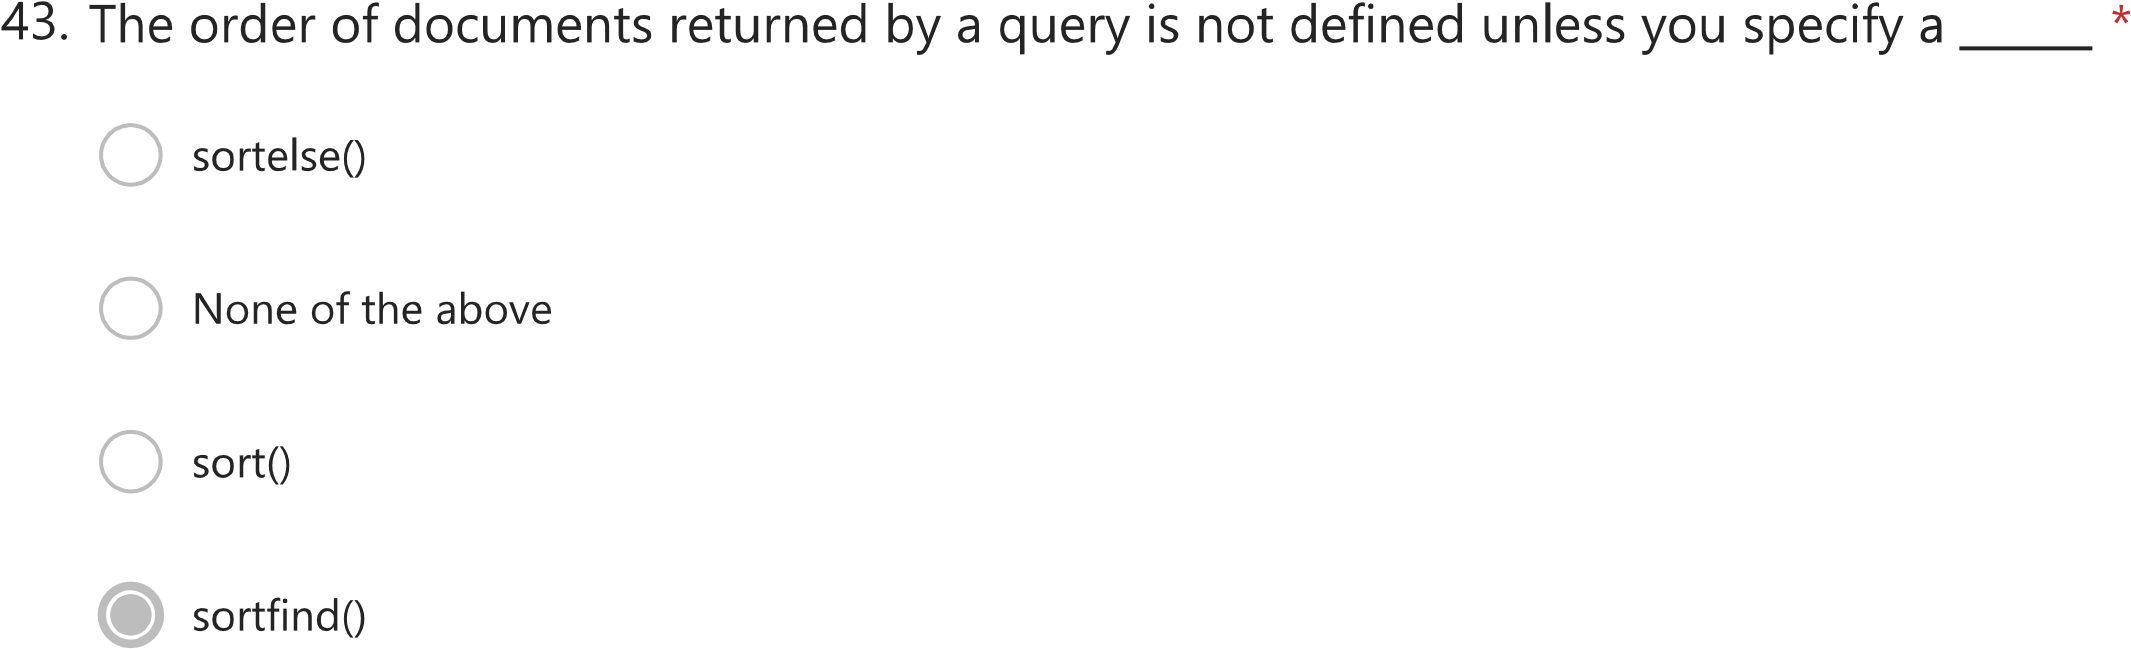 43. The order of documents returned by a query is not defined unless you specify a ______ *
sortelse()
None of the above
sort()
sortfind()